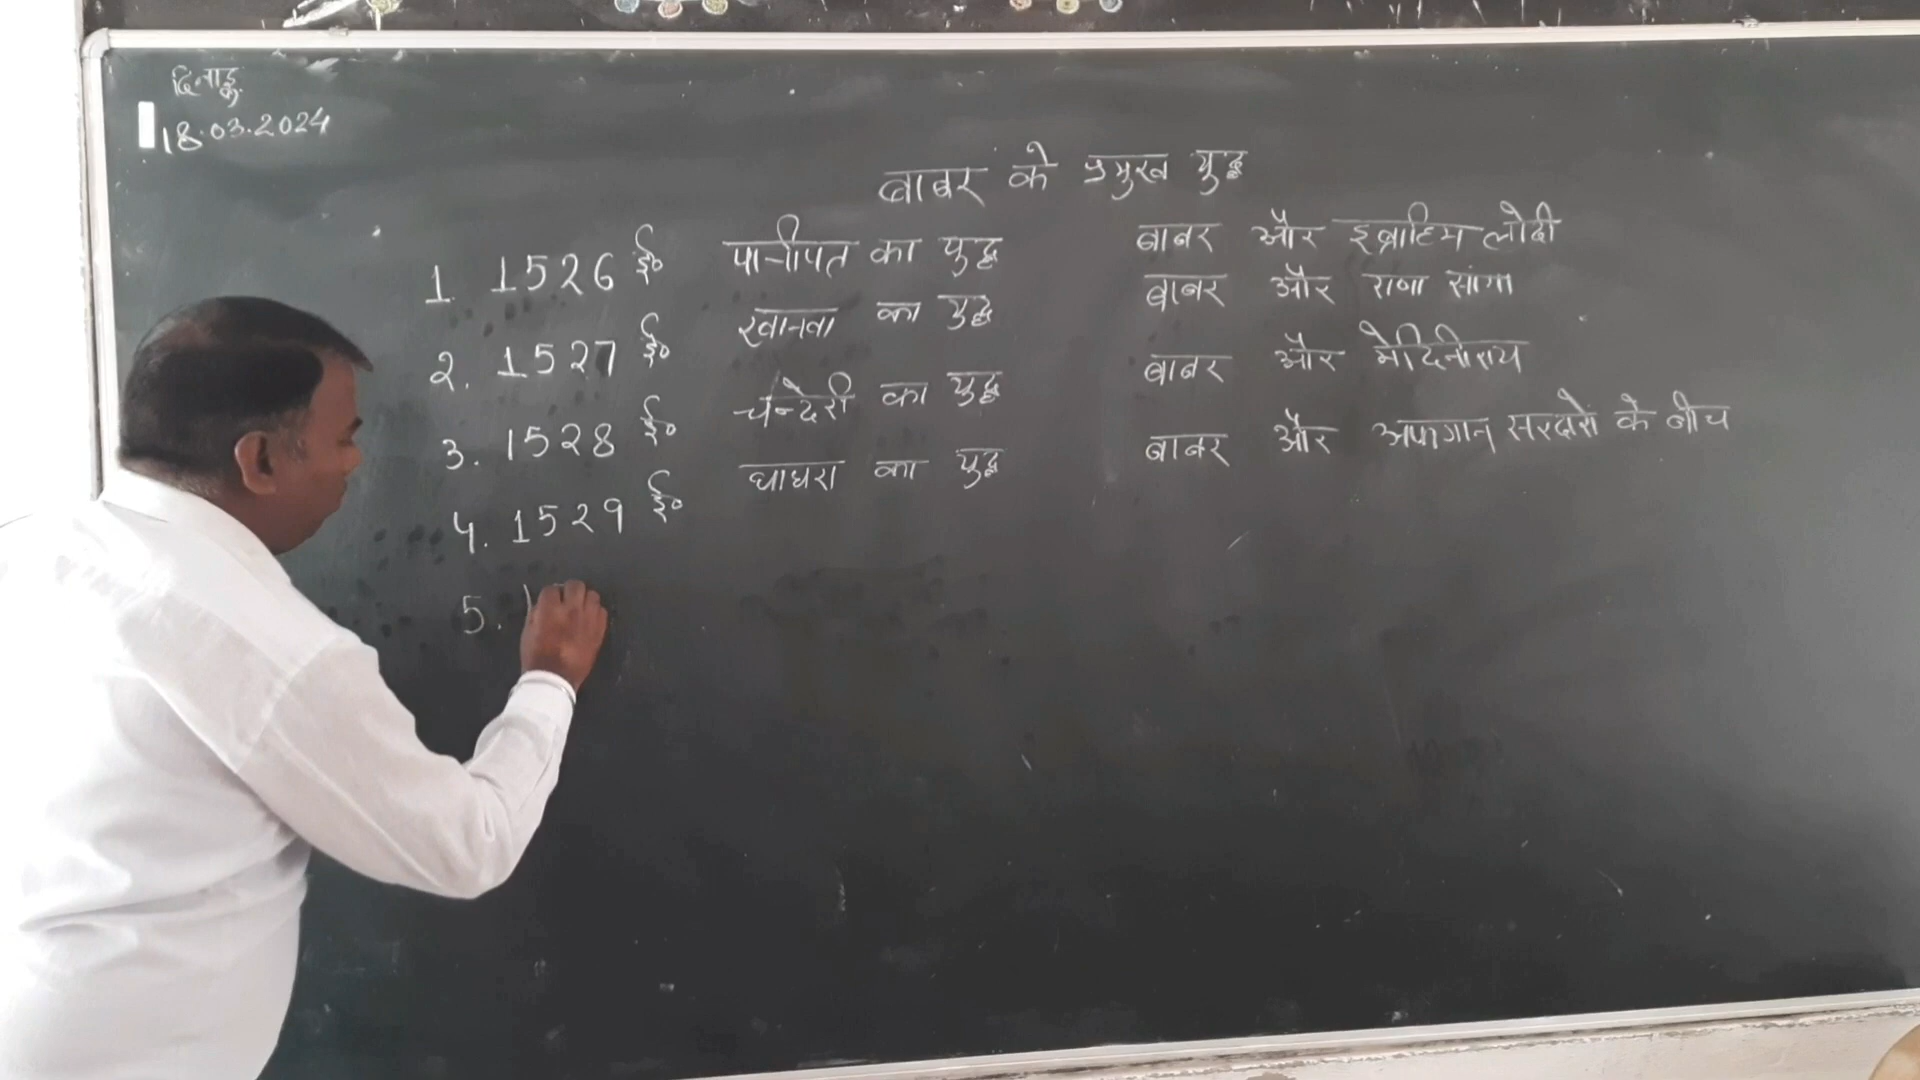 दिनाङ्क
18.03.2024
बाबर के प्रमुख युद्ध
1. 1526 ई० पानीपत का युद्ध बाबर और इब्राहिम लोदी
2. 1527 ई० खानवा का युद्ध बाबर और राणा सांगा
3. 1528 ई० चन्देरी का युद्ध बाबर और मेदिनीराय
4. 1529 ई० घाघरा का युद्ध बाबर और अफगान सरदारों के बीच
5. 1